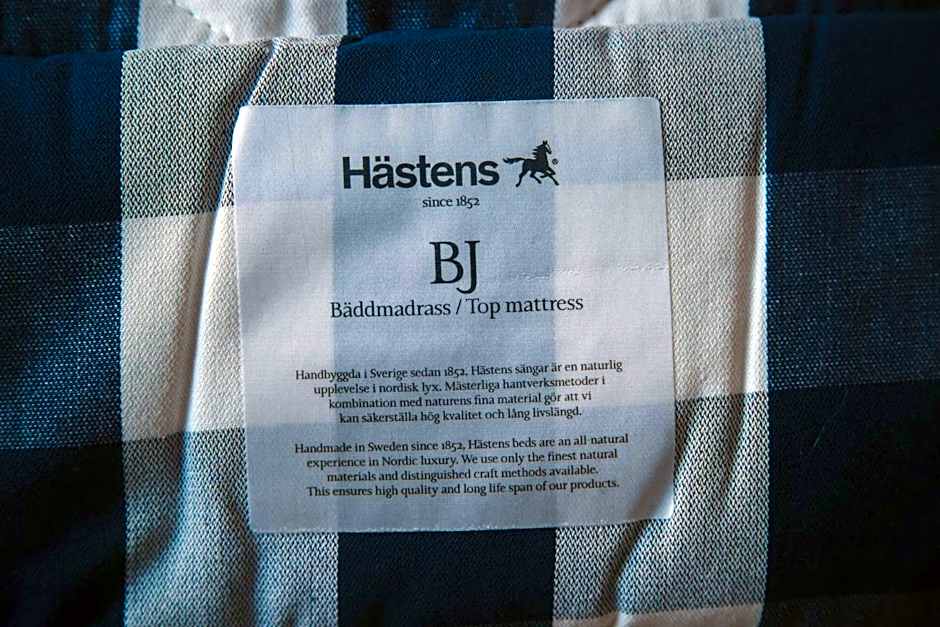 Hästens®
since 1852
BJ
Bäddmadrass / Top mattress
Handbyggda i Sverige sedan 1852, Hästens sängar är en naturlig
upplevelse i nordisk lyx. Mästerliga hantverksmetoder i
kombination med naturens fina material gör att vi
kan säkerställa hög kvalitet och lång livslängd.
Handmade in Sweden since 1852, Hästens beds are an all-natural
experience in Nordic luxury. We use only the finest natural
materials and distinguished craft methods available.
This ensures high quality and long life span of our products.